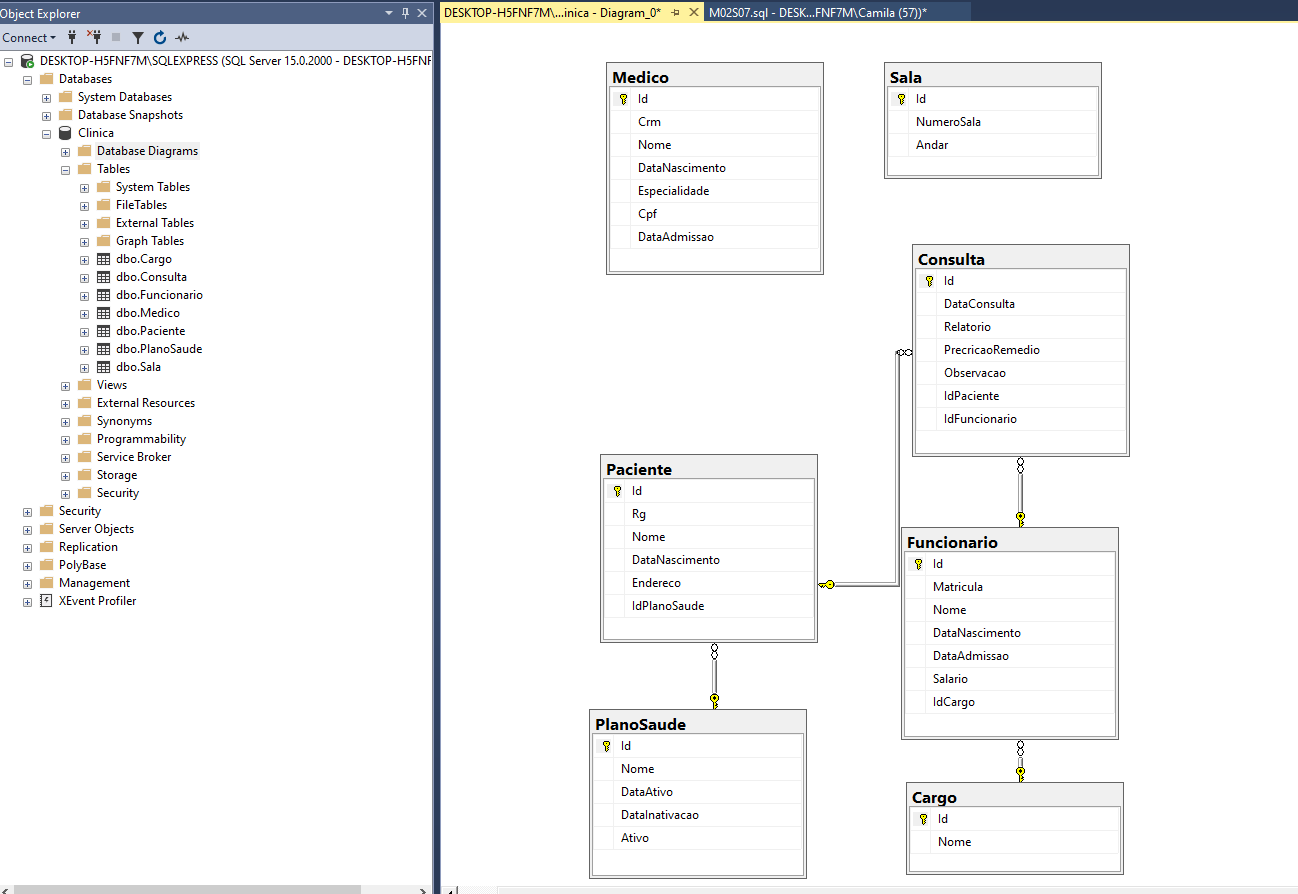 Object Explorer
Connect
DESKTOP-H5FNF7M\SQLEXPRESS (SQL Server 15.0.2000 - DESKTOP-H5FNF
Databases
System Databases
Database Snapshots
Clinica
Database Diagrams
Tables
System Tables
FileTables
External Tables
Graph Tables
dbo.Cargo
dbo.Consulta
dbo.Funcionario
dbo.Medico
dbo.Paciente
dbo.PlanoSaude
dbo.Sala
Views
External Resources
Synonyms
Programmability
Service Broker
Storage
Security
Security
Server Objects
Replication
PolyBase
Management
XEvent Profiler
DESKTOP-H5FNF7M\...inica - Diagram_0*
M02S07.sql - DESK...FNF7M\Camila (57))*
Medico
Id
Crm
Nome
DataNascimento
Especialidade
Cpf
DataAdmissao
Sala
Id
NumeroSala
Andar
Consulta
Id
DataConsulta
Relatorio
PrecricaoRemedio
Observacao
IdPaciente
IdFuncionario
Paciente
Id
Rg
Nome
DataNascimento
Endereco
IdPlanoSaude
Funcionario
Id
Matricula
Nome
DataNascimento
DataAdmissao
Salario
IdCargo
PlanoSaude
Id
Nome
DataAtivo
DataInativacao
Ativo
Cargo
Id
Nome